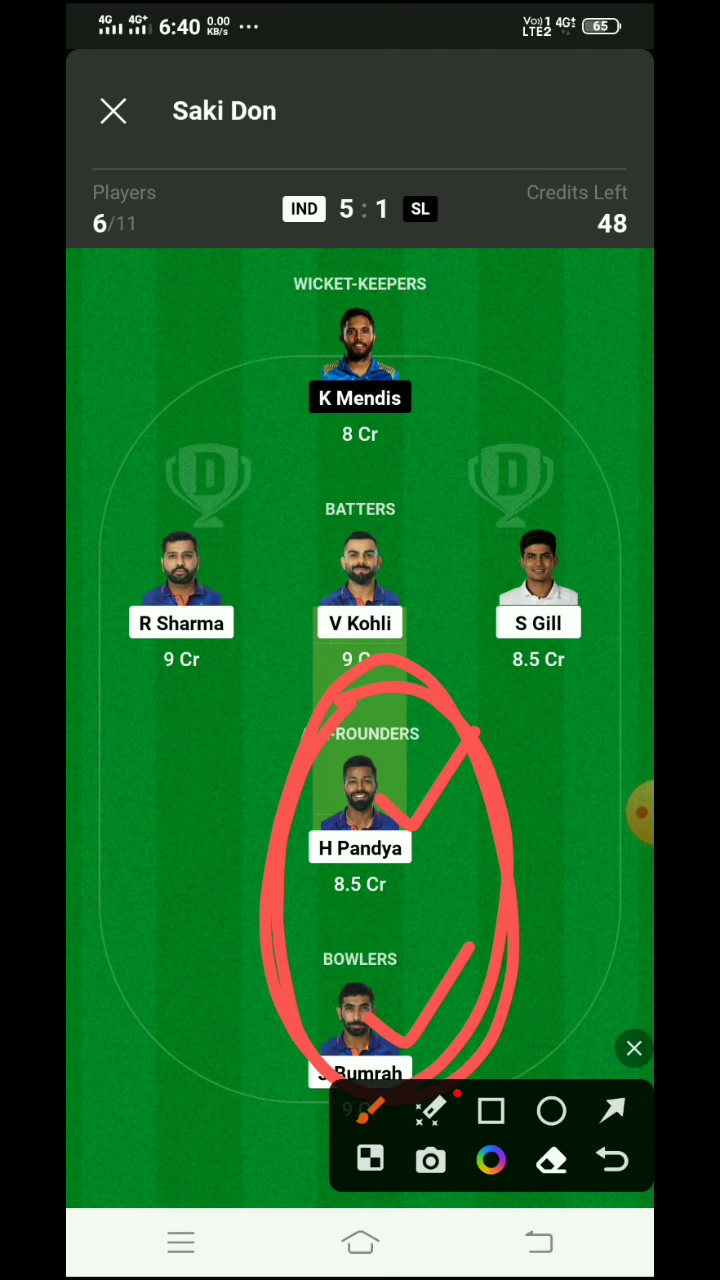 4G 4G+ 6:40 0.00 KB/s ... Vo)) 1 LTE2 4G 65
Saki Don
Players
Credits Left
6/11
IND 5 : 1 SL
48
WICKET-KEEPERS
K Mendis
8 Cr
D D
BATTERS
R Sharma V Kohli S Gill
9 Cr 9 8.5 Cr
-ROUNDERS
H Pandya
8.5 Cr
BOWLERS
Bumrah
9